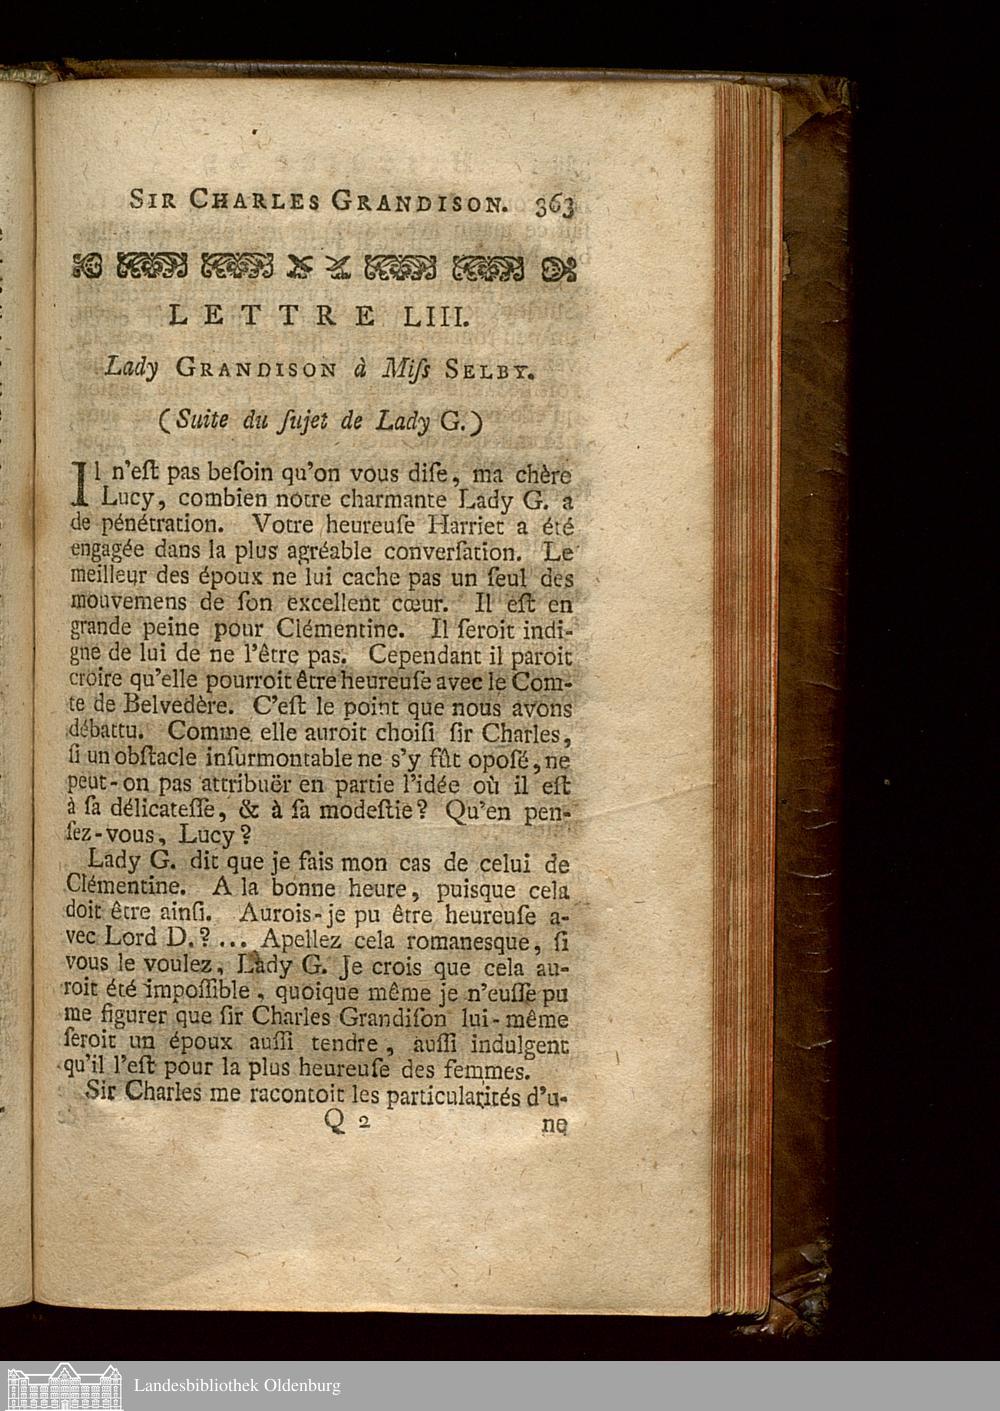 SIR CHARLES GRANDISON. 363
LETTRE LIII.
Lady GRANDISON à Miſs SELBY.
(Suite du ſujet de Lady G.)
Il n'eſt pas beſoin qu'on vous diſe, ma chère
Lucy, combien notre charmante Lady G. a
de pénétration. Votre heureuſe Harriet a été
engagée dans la plus agréable converſation. Le
meilleur des époux ne lui cache pas un ſeul des
mouvemens de ſon excellent cœur. Il eſt en
grande peine pour Clémentine. Il ſeroit indi-
gne de lui de ne l'être pas. Cependant il paroit
croire qu'elle pourroit être heureuſe avec le Com-
te de Belvedère. C'eſt le point que nous avons
débattu. Comme elle auroit choiſi ſir Charles,
ſi un obſtacle inſurmontable ne s'y fût opoſé, ne
peut-on pas attribuër en partie l'idée où il eſt
à ſa délicateſſe, & à ſa modeſtie? Qu'en pen-
ſez-vous, Lucy?
Lady G. dit que je fais mon cas de celui de
Clémentine. A la bonne heure, puisque cela
doit être ainſi. Aurois-je pu être heureuſe a-
vec Lord D.? ... Apellez cela romanesque, ſi
vous le voulez, Lady G. Je crois que cela au-
roit été impoſſible, quoique même je n'euſſe pu
me figurer que ſir Charles Grandiſon lui-même
ſeroit un époux auſſi tendre, auſſi indulgent
qu'il l'eſt pour la plus heureuſe des femmes.
Sir Charles me racontoit les particularités d'u-
Q 2 ne
Landesbibliothek Oldenburg